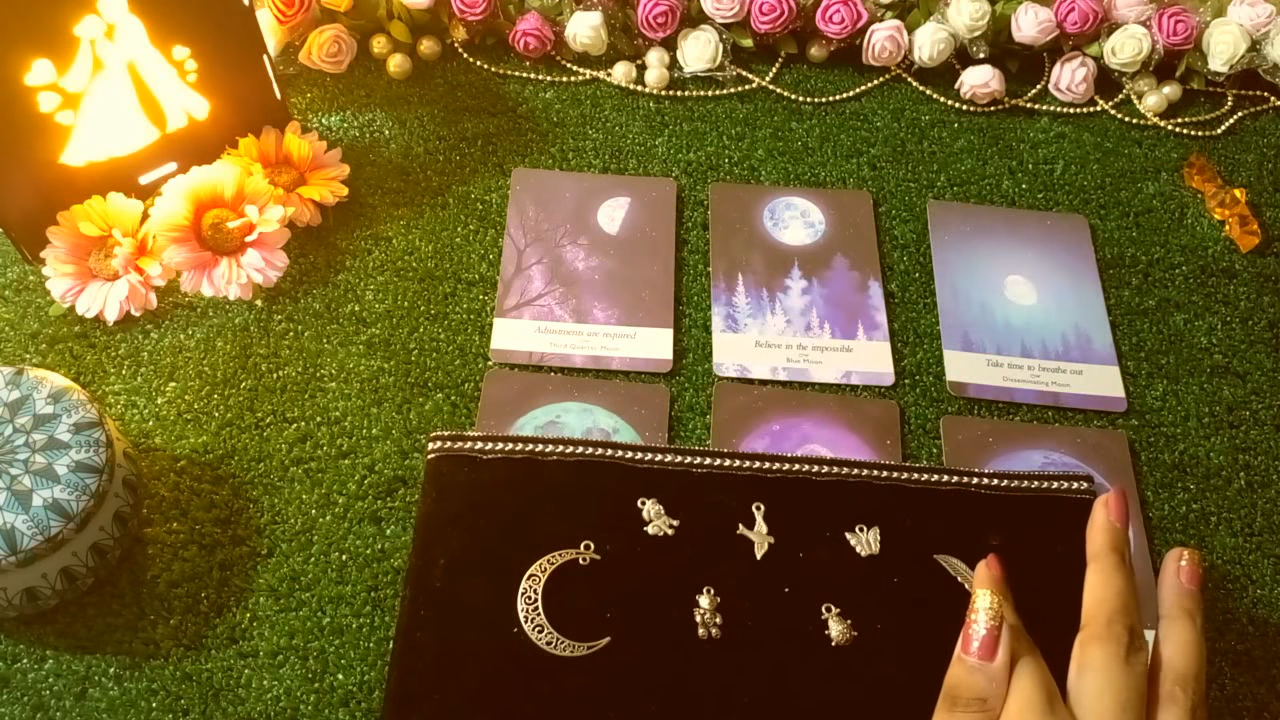 Adjustments are required
Third Quarter Moon
Believe in the impossible
Blue Moon
Take time to breathe out
Disseminating Moon